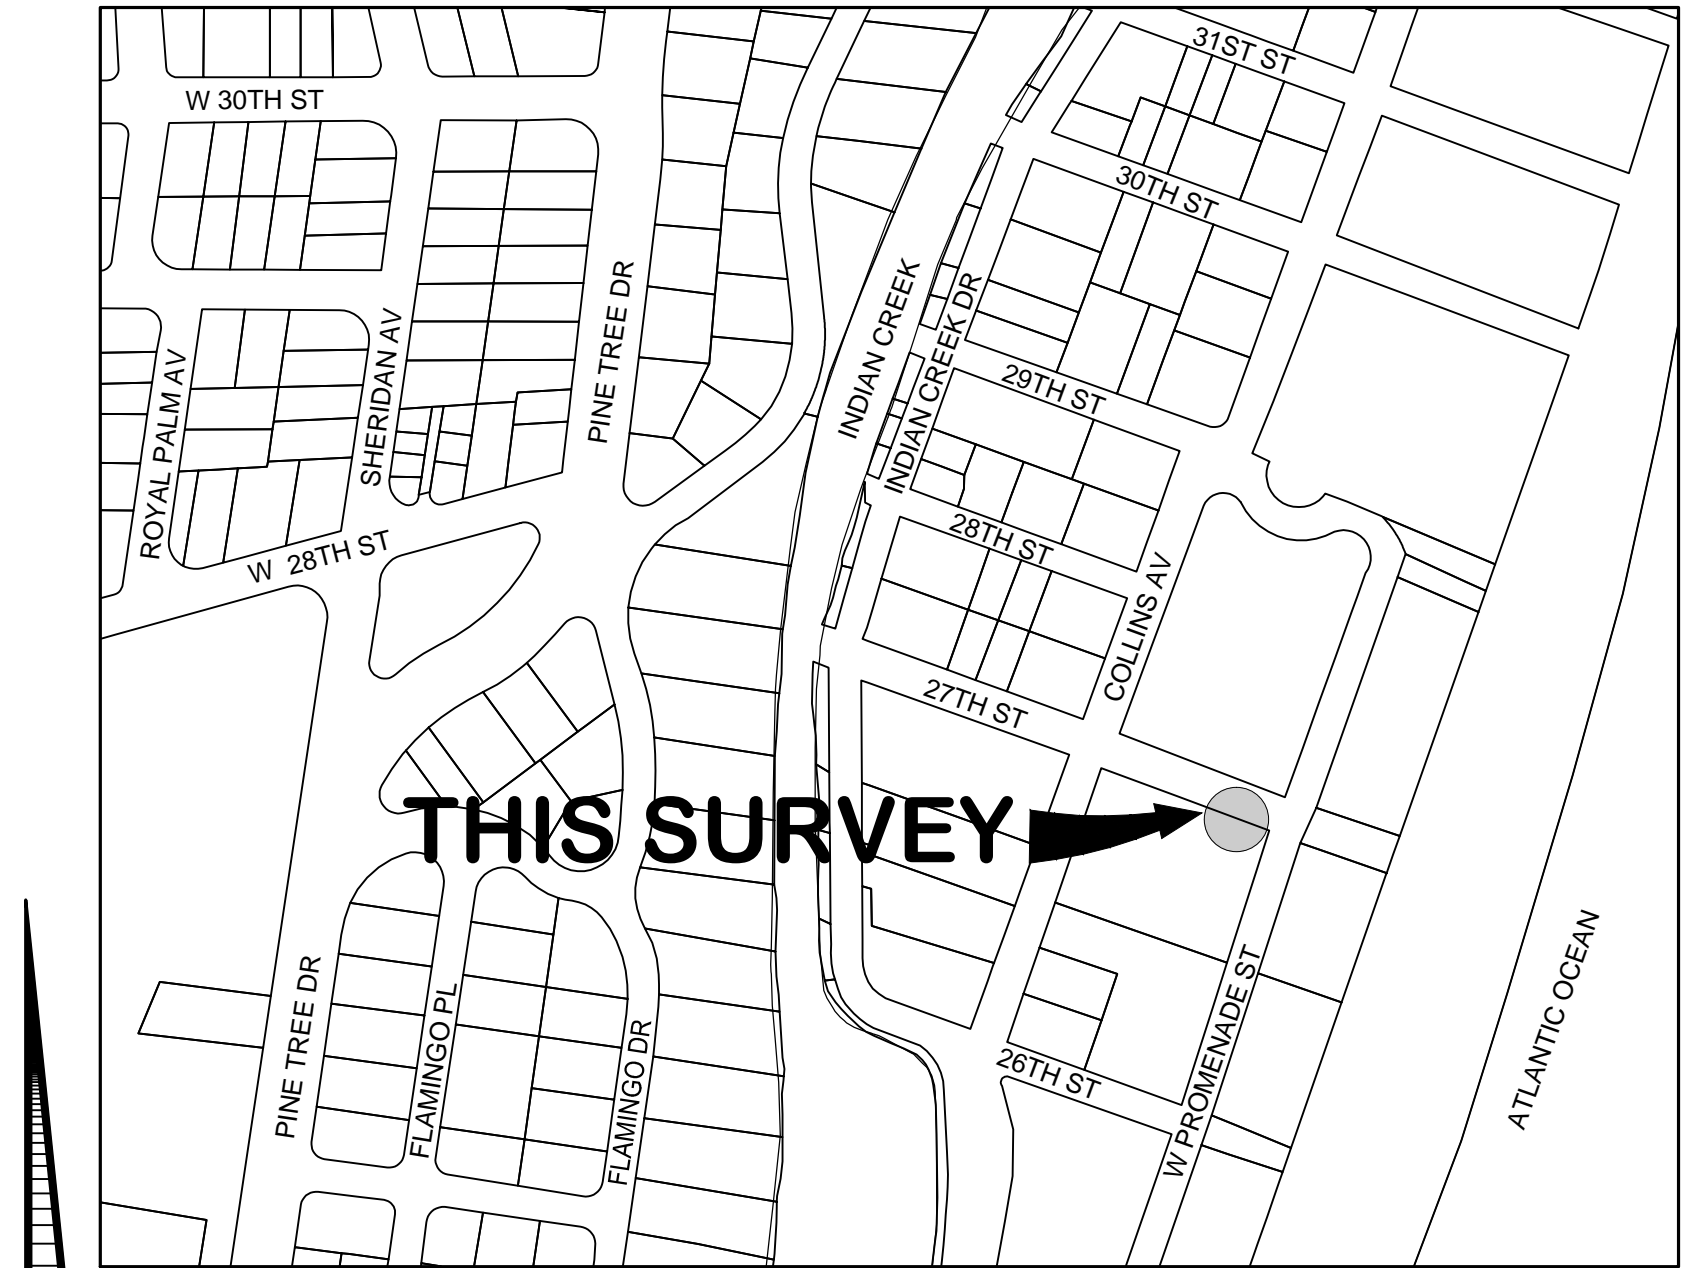 31ST ST
W 30TH ST
30TH ST
INDIAN CREEK
PINE TREE DR
INDIAN CREEK DR
SHERIDAN AV
ROYAL PALM AV
29TH ST
28TH ST
W 28TH ST
COLLINS AV
27TH ST
THIS SURVEY
ATLANTIC OCEAN
W PROMENADE ST
PINE TREE DR
FLAMINGO PL
FLAMINGO DR
26TH ST